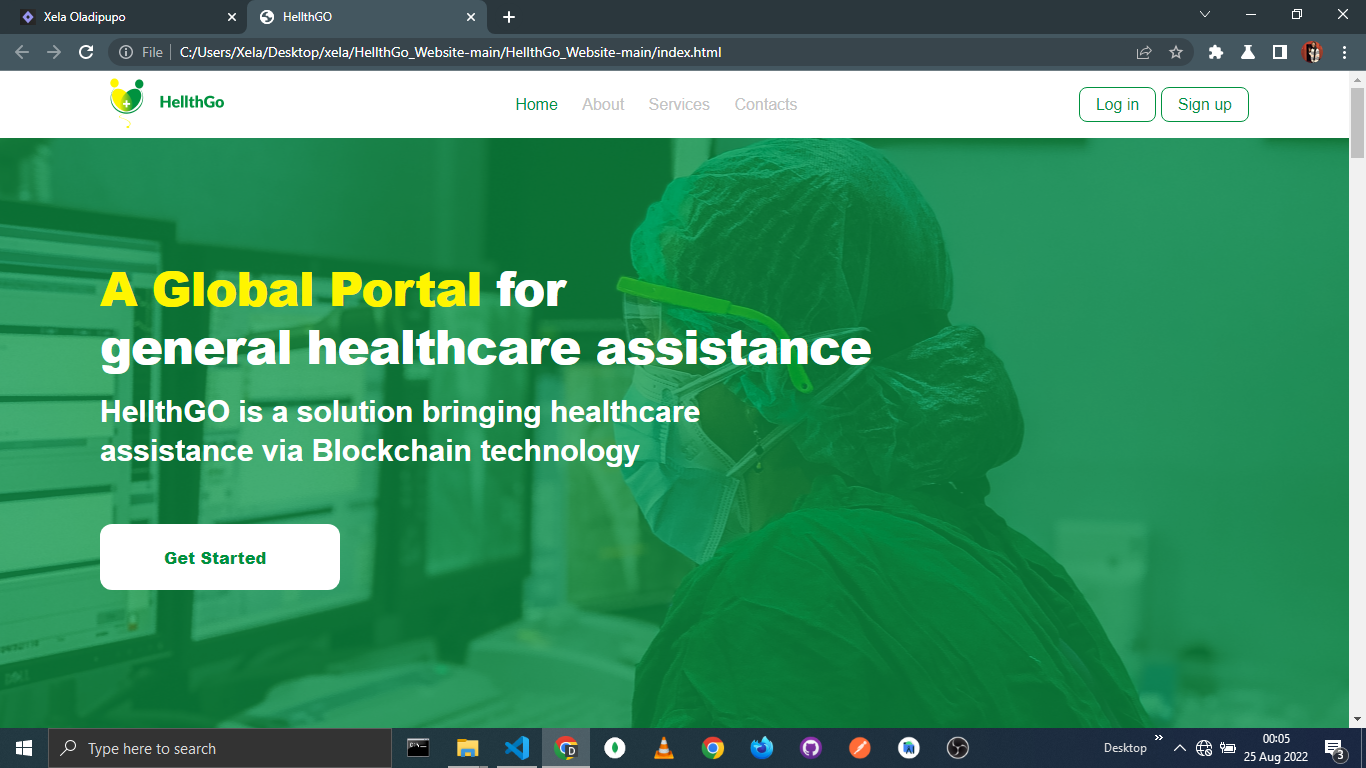 Xela Oladipupo
HellthGO
File
C:/Users/Xela/Desktop/xela/HellthGo_Website-main/HellthGo_Website-main/index.html
HellthGo
Home About Services Contacts
Log in Sign up
A Global Portal for
general healthcare assistance
HellthGO is a solution bringing healthcare
assistance via Blockchain technology
Get Started
Type here to search
D
Desktop
00:05
25 Aug 2022
3